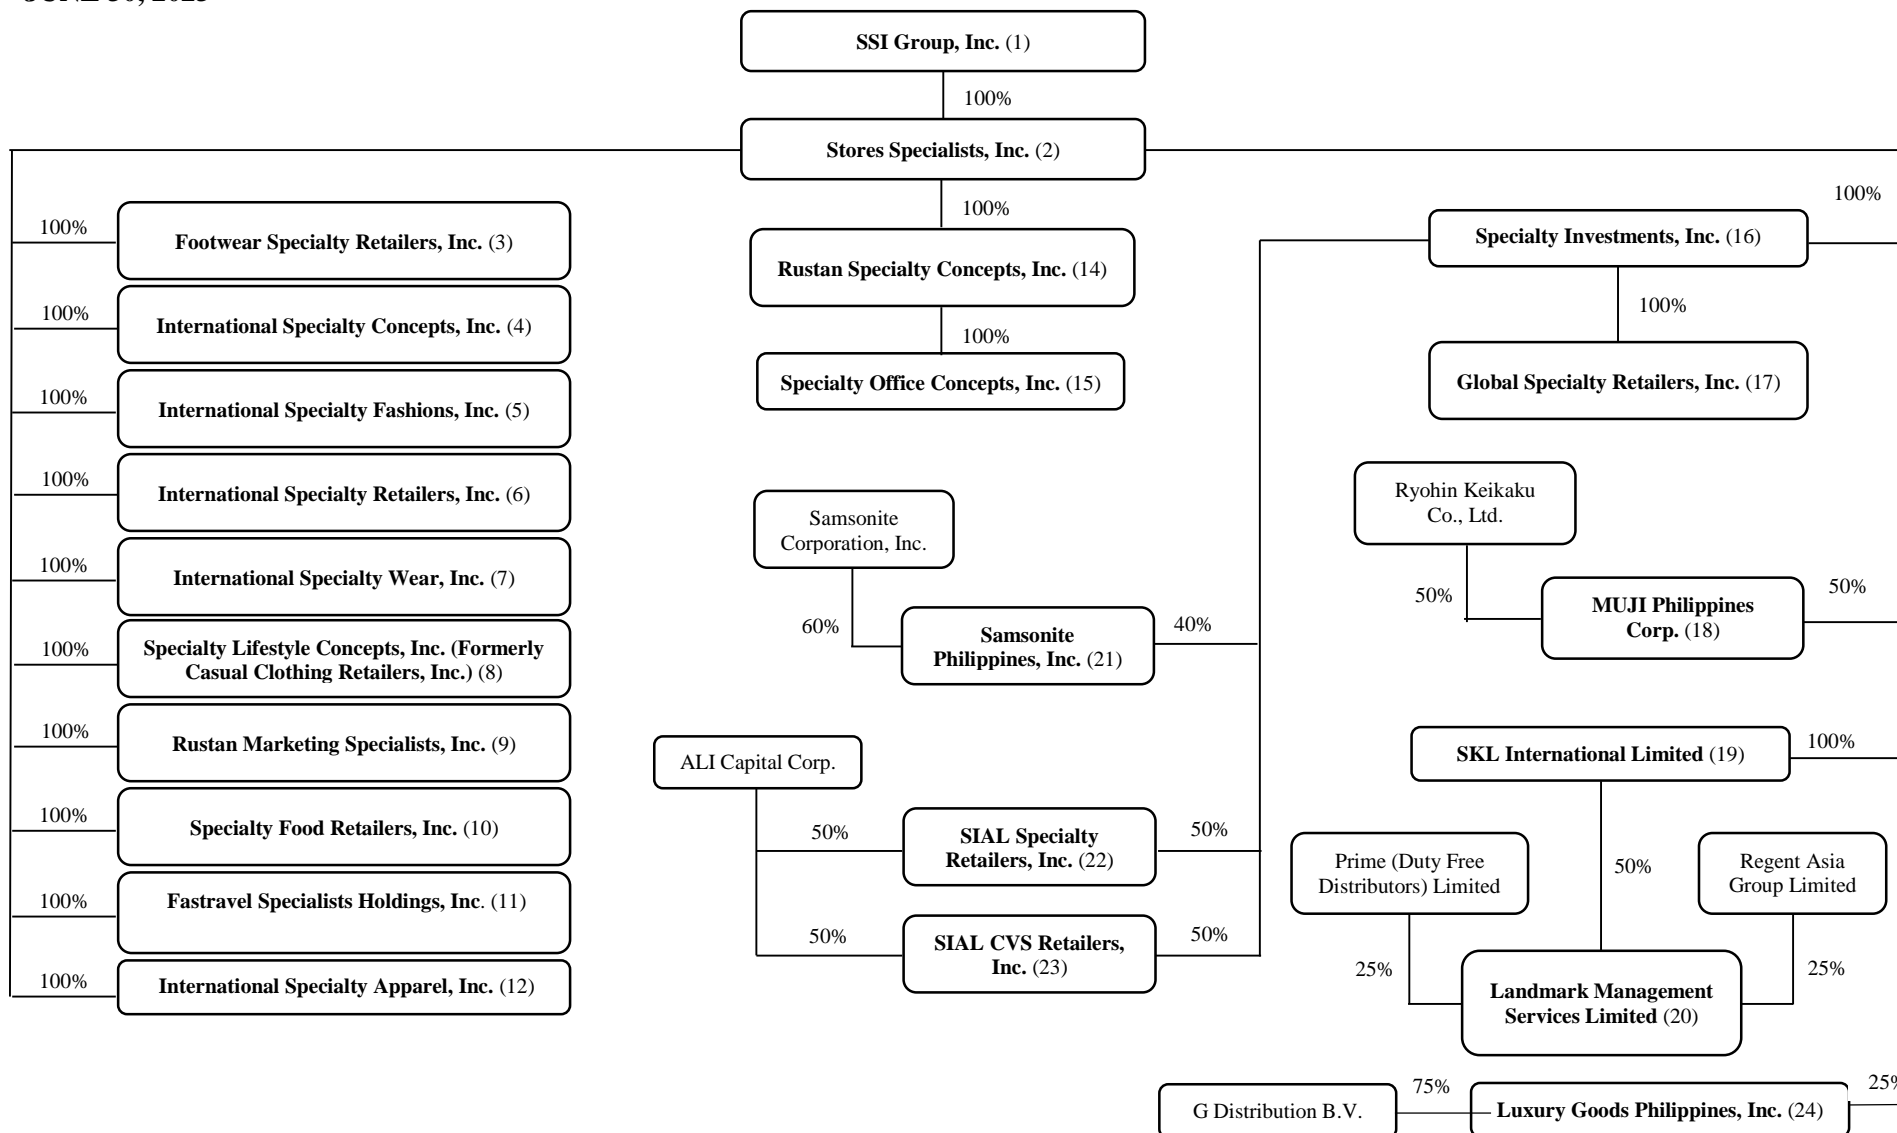 JUNE 30,
SSI Group, Inc. (1)
100%
Stores Specialists, Inc. (2)
100%
100%
100%
Footwear Specialty Retailers, Inc. (3)
Specialty Investments, Inc. (16)
Rustan Specialty Concepts, Inc. (14)
100%
International Specialty Concepts, Inc. (4)
100%
100%
Specialty Office Concepts, Inc. (15)
Global Specialty Retailers, Inc. (17)
100%
International Specialty Fashions, Inc. (5)
100%
International Specialty Retailers, Inc. (6)
Samsonite
Corporation, Inc.
Ryohin Keikaku
Co., Ltd.
100%
International Specialty Wear, Inc. (7)
60%
Samsonite
Philippines, Inc. (21)
40%
50%
MUJI Philippines
Corp. (18)
50%
100%
Specialty Lifestyle Concepts, Inc. (Formerly
Casual Clothing Retailers, Inc.) (8)
100%
Rustan Marketing Specialists, Inc. (9)
ALI Capital Corp.
SKL International Limited (19)
100%
100%
Specialty Food Retailers, Inc. (10)
50%
SIAL Specialty
Retailers, Inc. (22)
50%
Prime (Duty Free
Distributors) Limited
50%
Regent Asia
Group Limited
100%
Fastravel Specialists Holdings, Inc. (11)
50%
SIAL CVS Retailers,
Inc. (23)
50%
25%
25%
100%
International Specialty Apparel, Inc. (12)
Landmark Management
Services Limited (20)
G Distribution B.V.
75%
Luxury Goods Philippines, Inc. (24)
25%